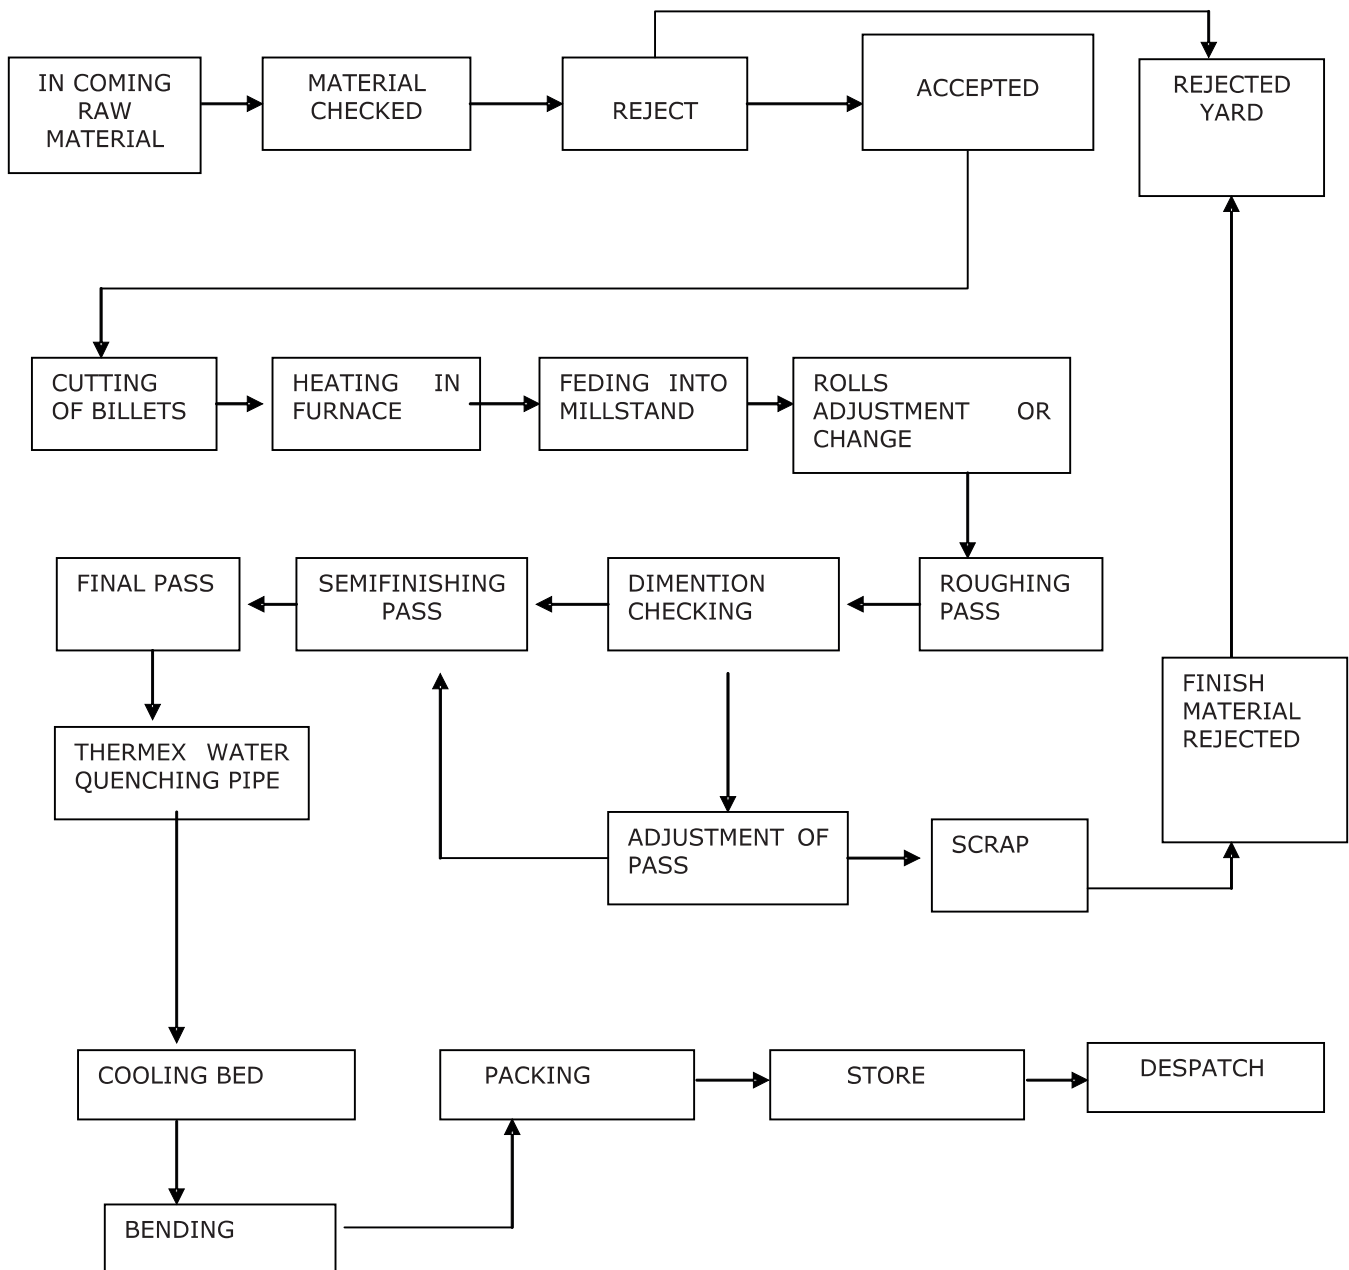 IN COMING
RAW
MATERIAL
MATERIAL
CHECKED
REJECT
ACCEPTED
REJECTED
YARD
CUTTING
OF BILLETS
HEATING IN
FURNACE
FEDING INTO
MILLSTAND
ROLLS
ADJUSTMENT OR
CHANGE
FINAL PASS
SEMIFINISHING
PASS
DIMENTION
CHECKING
ROUGHING
PASS
FINISH
MATERIAL
REJECTED
THERMEX WATER
QUENCHING PIPE
ADJUSTMENT OF
PASS
SCRAP
COOLING BED
PACKING
STORE
DESPATCH
BENDING